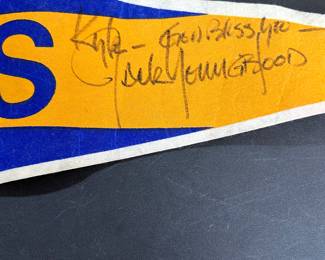 S
Kyle – God Bless You –
Jack Youngblood